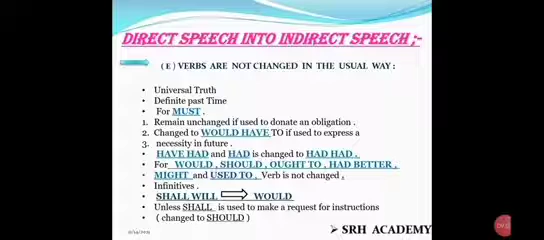 DIRECT SPEECH INTO INDIRECT SPEECH ;-
( E ) VERBS ARE NOT CHANGED IN THE USUAL WAY :
• Universal Truth
• Definite past Time
• For MUST .
1. Remain unchanged if used to donate an obligation .
2. Changed to WOULD HAVE TO if used to express a
3. necessity in future .
• HAVE HAD and HAD is changed to HAD HAD .
• For WOULD , SHOULD , OUGHT TO , HAD BETTER ,
• MIGHT and USED TO . Verb is not changed .
• Infinitives .
• SHALL WILL WOULD
• Unless SHALL is used to make a request for instructions
• ( changed to SHOULD )
➢ SRH ACADEMY